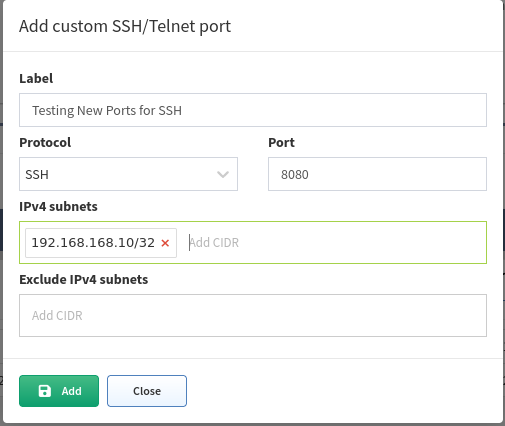 Add custom SSH/Telnet port
Label
Testing New Ports for SSH
Protocol
Port
SSH
8080
IPv4 subnets
192.168.168.10/32 ×
Add CIDR
Exclude IPv4 subnets
Add CIDR
Add
Close